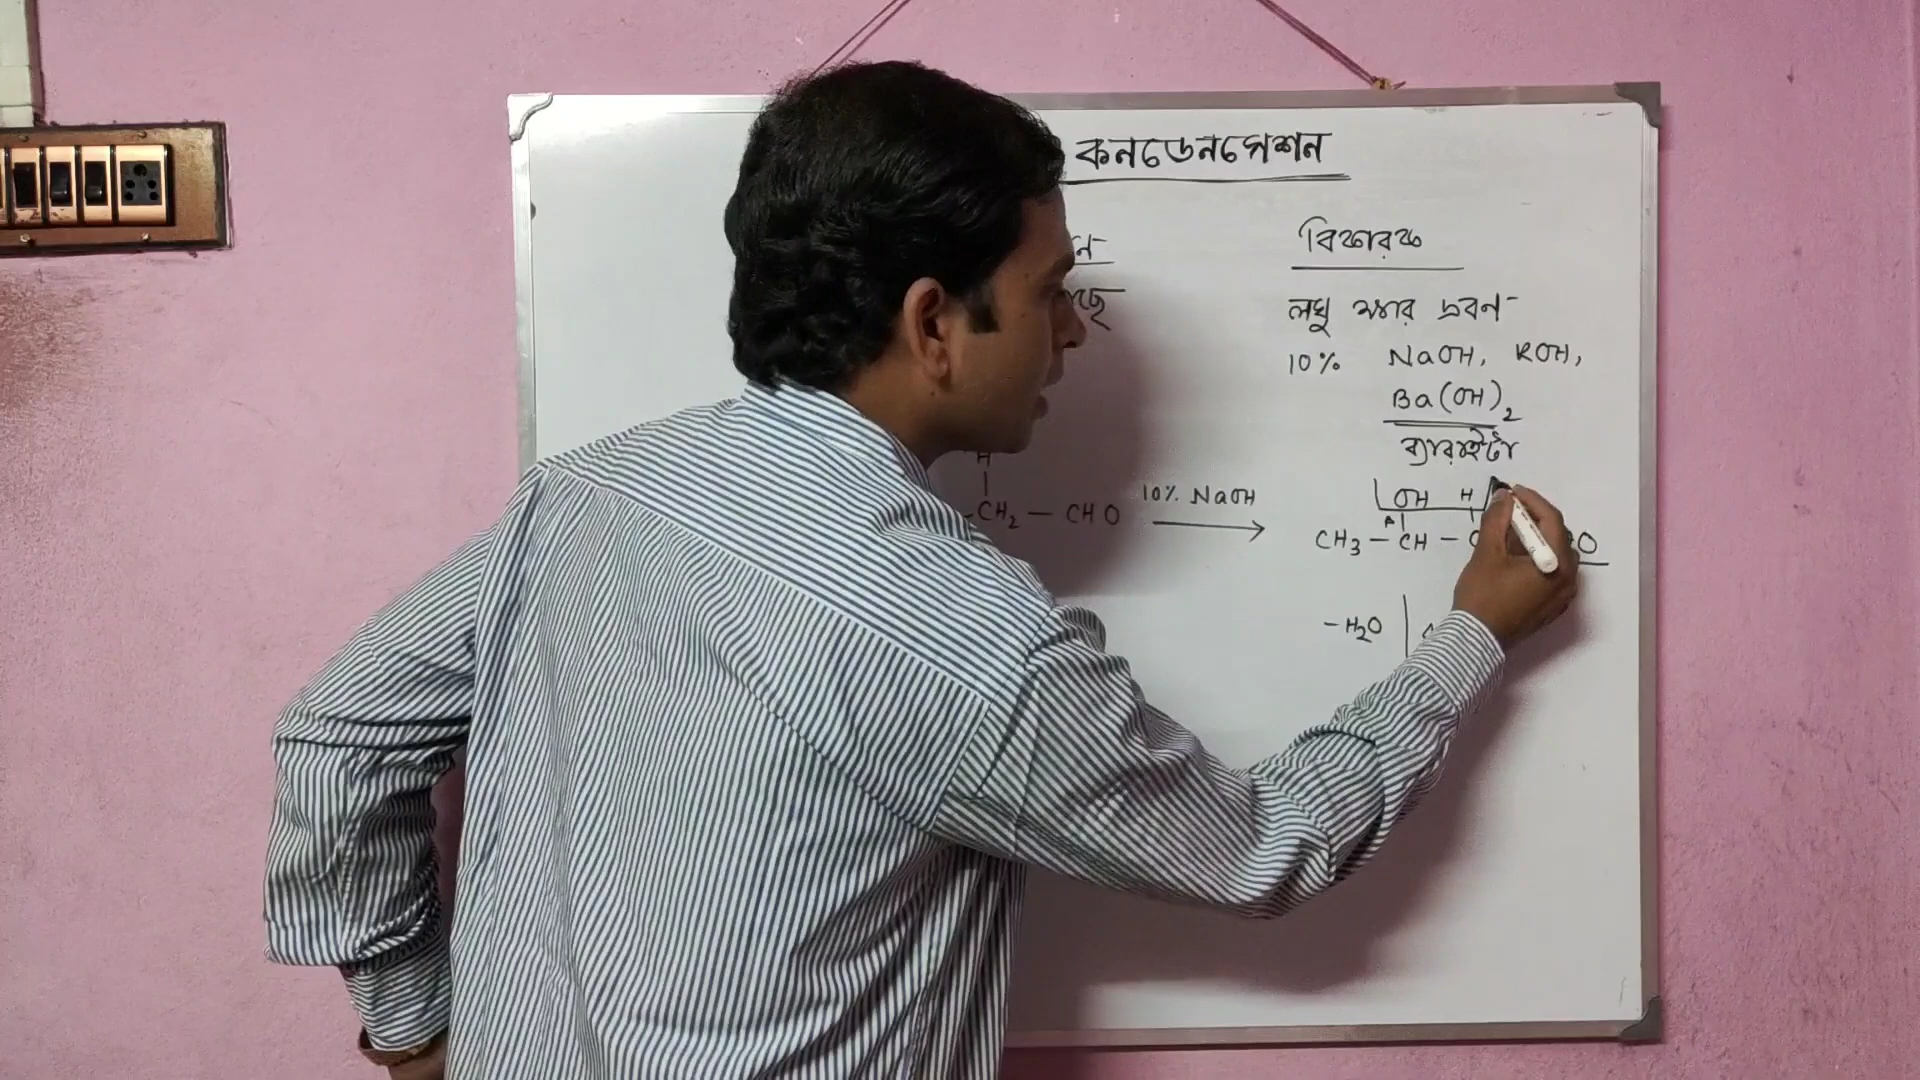 কনডেনসেশন
বিকারক
লঘু ক্ষার দ্রবণ-
10% NaOH, KOH,
Ba(OH)2
ব্যারাইটা
10% NaOH
H
CH2 — CHO
OH H
CH3 — CH —
- H2O